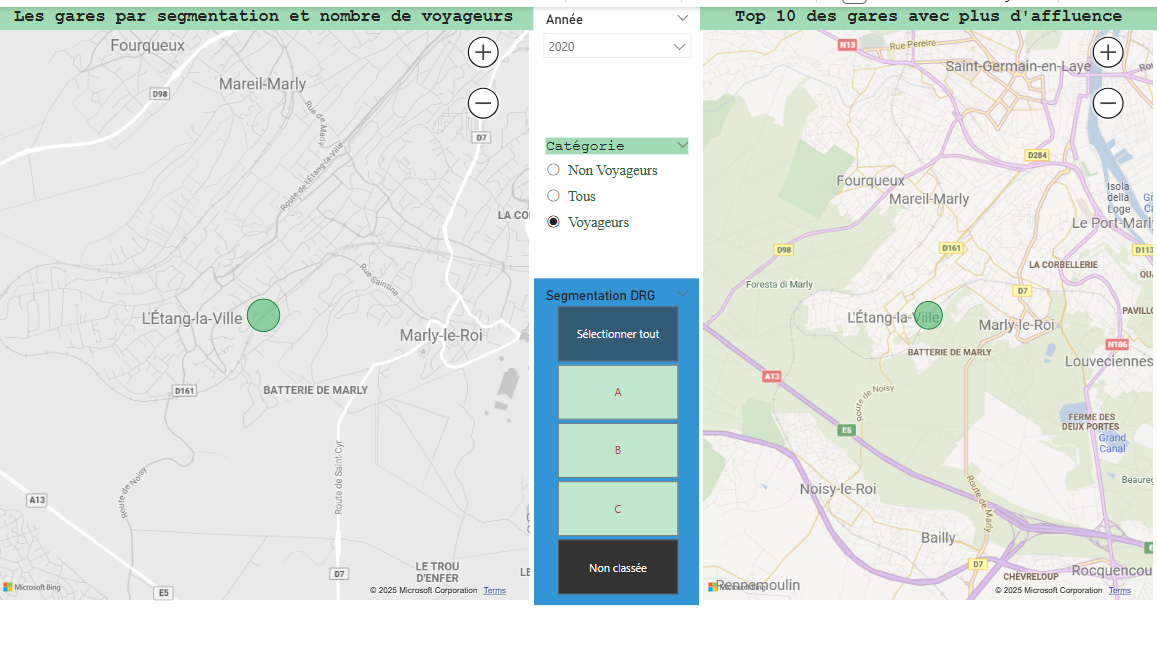 Les gares par segmentation et nombre de voyageurs
Fourqueux
Mareil-Marly
D98
Rue de Marly
D7
Route de l'Étang-la-Ville
LA CO
Rue Saintine
L'Étang-la-Ville
Marly-le-Roi
D161
BATTERIE DE MARLY
Route de Saint-Cyr
Route de Noisy
A13
LE TROU
D'ENFER
D7
LE
E5
Microsoft Bing
© 2025 Microsoft Corporation Terms
Année
2020
Catégorie
Non Voyageurs
Tous
Voyageurs
Segmentation DRG
Sélectionner tout
A
B
C
Non classée
Top 10 des gares avec plus d'affluence
N13
Rue Pereire
Saint-Germain-en-Laye
Rou
D284
Fourqueux
Mareil-Marly
Isola
della
Loge
Le Port-Marl
D98
D161
D113
LA CORBELLERIE
QUA
Foresta di Marly
D7
L'Étang-la-Ville
Marly-le-Roi
PAVILLO
BATTERIE DE MARLY
N186
Louveciennes
A13
Route de Noisy
FERME DES
DEUX PORTES
E5
Grand
Canal
Noisy-le-Roi
Beaureg
Route de Marly
Bailly
D7
CHÈVRELOUP
Rocquencou
Rennemoulin
© 2025 Microsoft Corporation Terms